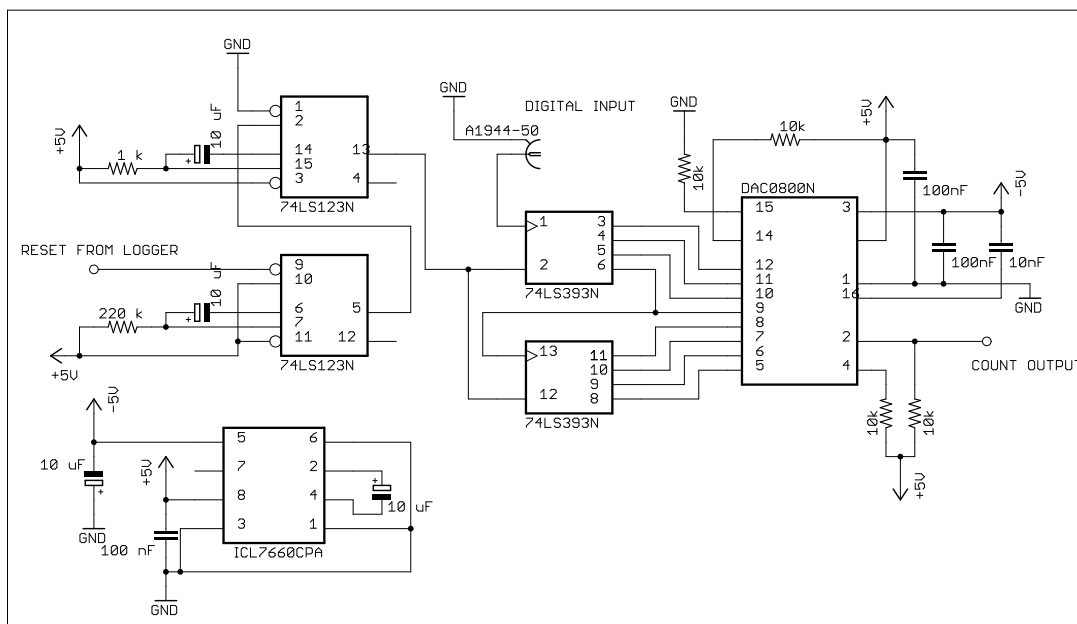 GND
+5V
1 k
10 uF
1
2
14
15
3
13
4
74LS123N
RESET FROM LOGGER
220 k
10 uF
+5V
9
10
6
7
11
5
12
74LS123N
-5V
10 uF
GND
+5V
100 nF
GND
5
7
8
3
6
2
4
1
10 uF
ICL7660CPA
GND
DIGITAL INPUT
A1944-50
1
2
3
4
5
6
74LS393N
13
12
11
10
9
8
74LS393N
GND
10k
10k
+5V
DAC0800N
15
14
12
11
10
9
8
7
6
5
3
1
16
2
4
100nF
-5V
100nF
10nF
GND
COUNT OUTPUT
10k
10k
+5V